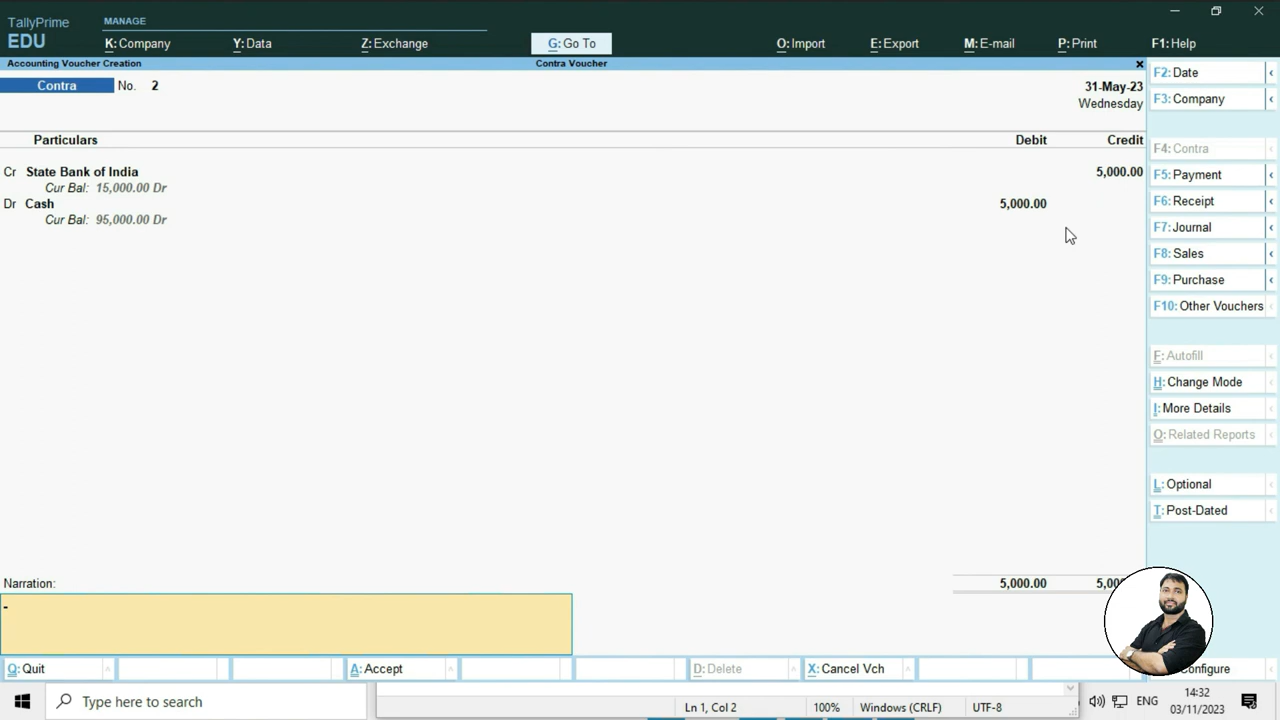 TallyPrime
EDU
MANAGE
K: Company
Y: Data
Z: Exchange
G: Go To
O: Import
E: Export
M: E-mail
P: Print
F1: Help
Accounting Voucher Creation
Contra Voucher
Contra
No. 2
31-May-23
Wednesday
Particulars
Debit
Credit
Cr State Bank of India
5,000.00
Cur Bal: 15,000.00 Dr
Dr Cash
5,000.00
Cur Bal: 95,000.00 Dr
F2: Date
F3: Company
F4: Contra
F5: Payment
F6: Receipt
F7: Journal
F8: Sales
F9: Purchase
F10: Other Vouchers
F: Autofill
H: Change Mode
I: More Details
O: Related Reports
L: Optional
T: Post-Dated
Narration:
5,000.00
Q: Quit
A: Accept
D: Delete
X: Cancel Vch
Type here to search
Ln 1, Col 2
100%
Windows (CRLF)
UTF-8
ENG
14:32
03/11/2023